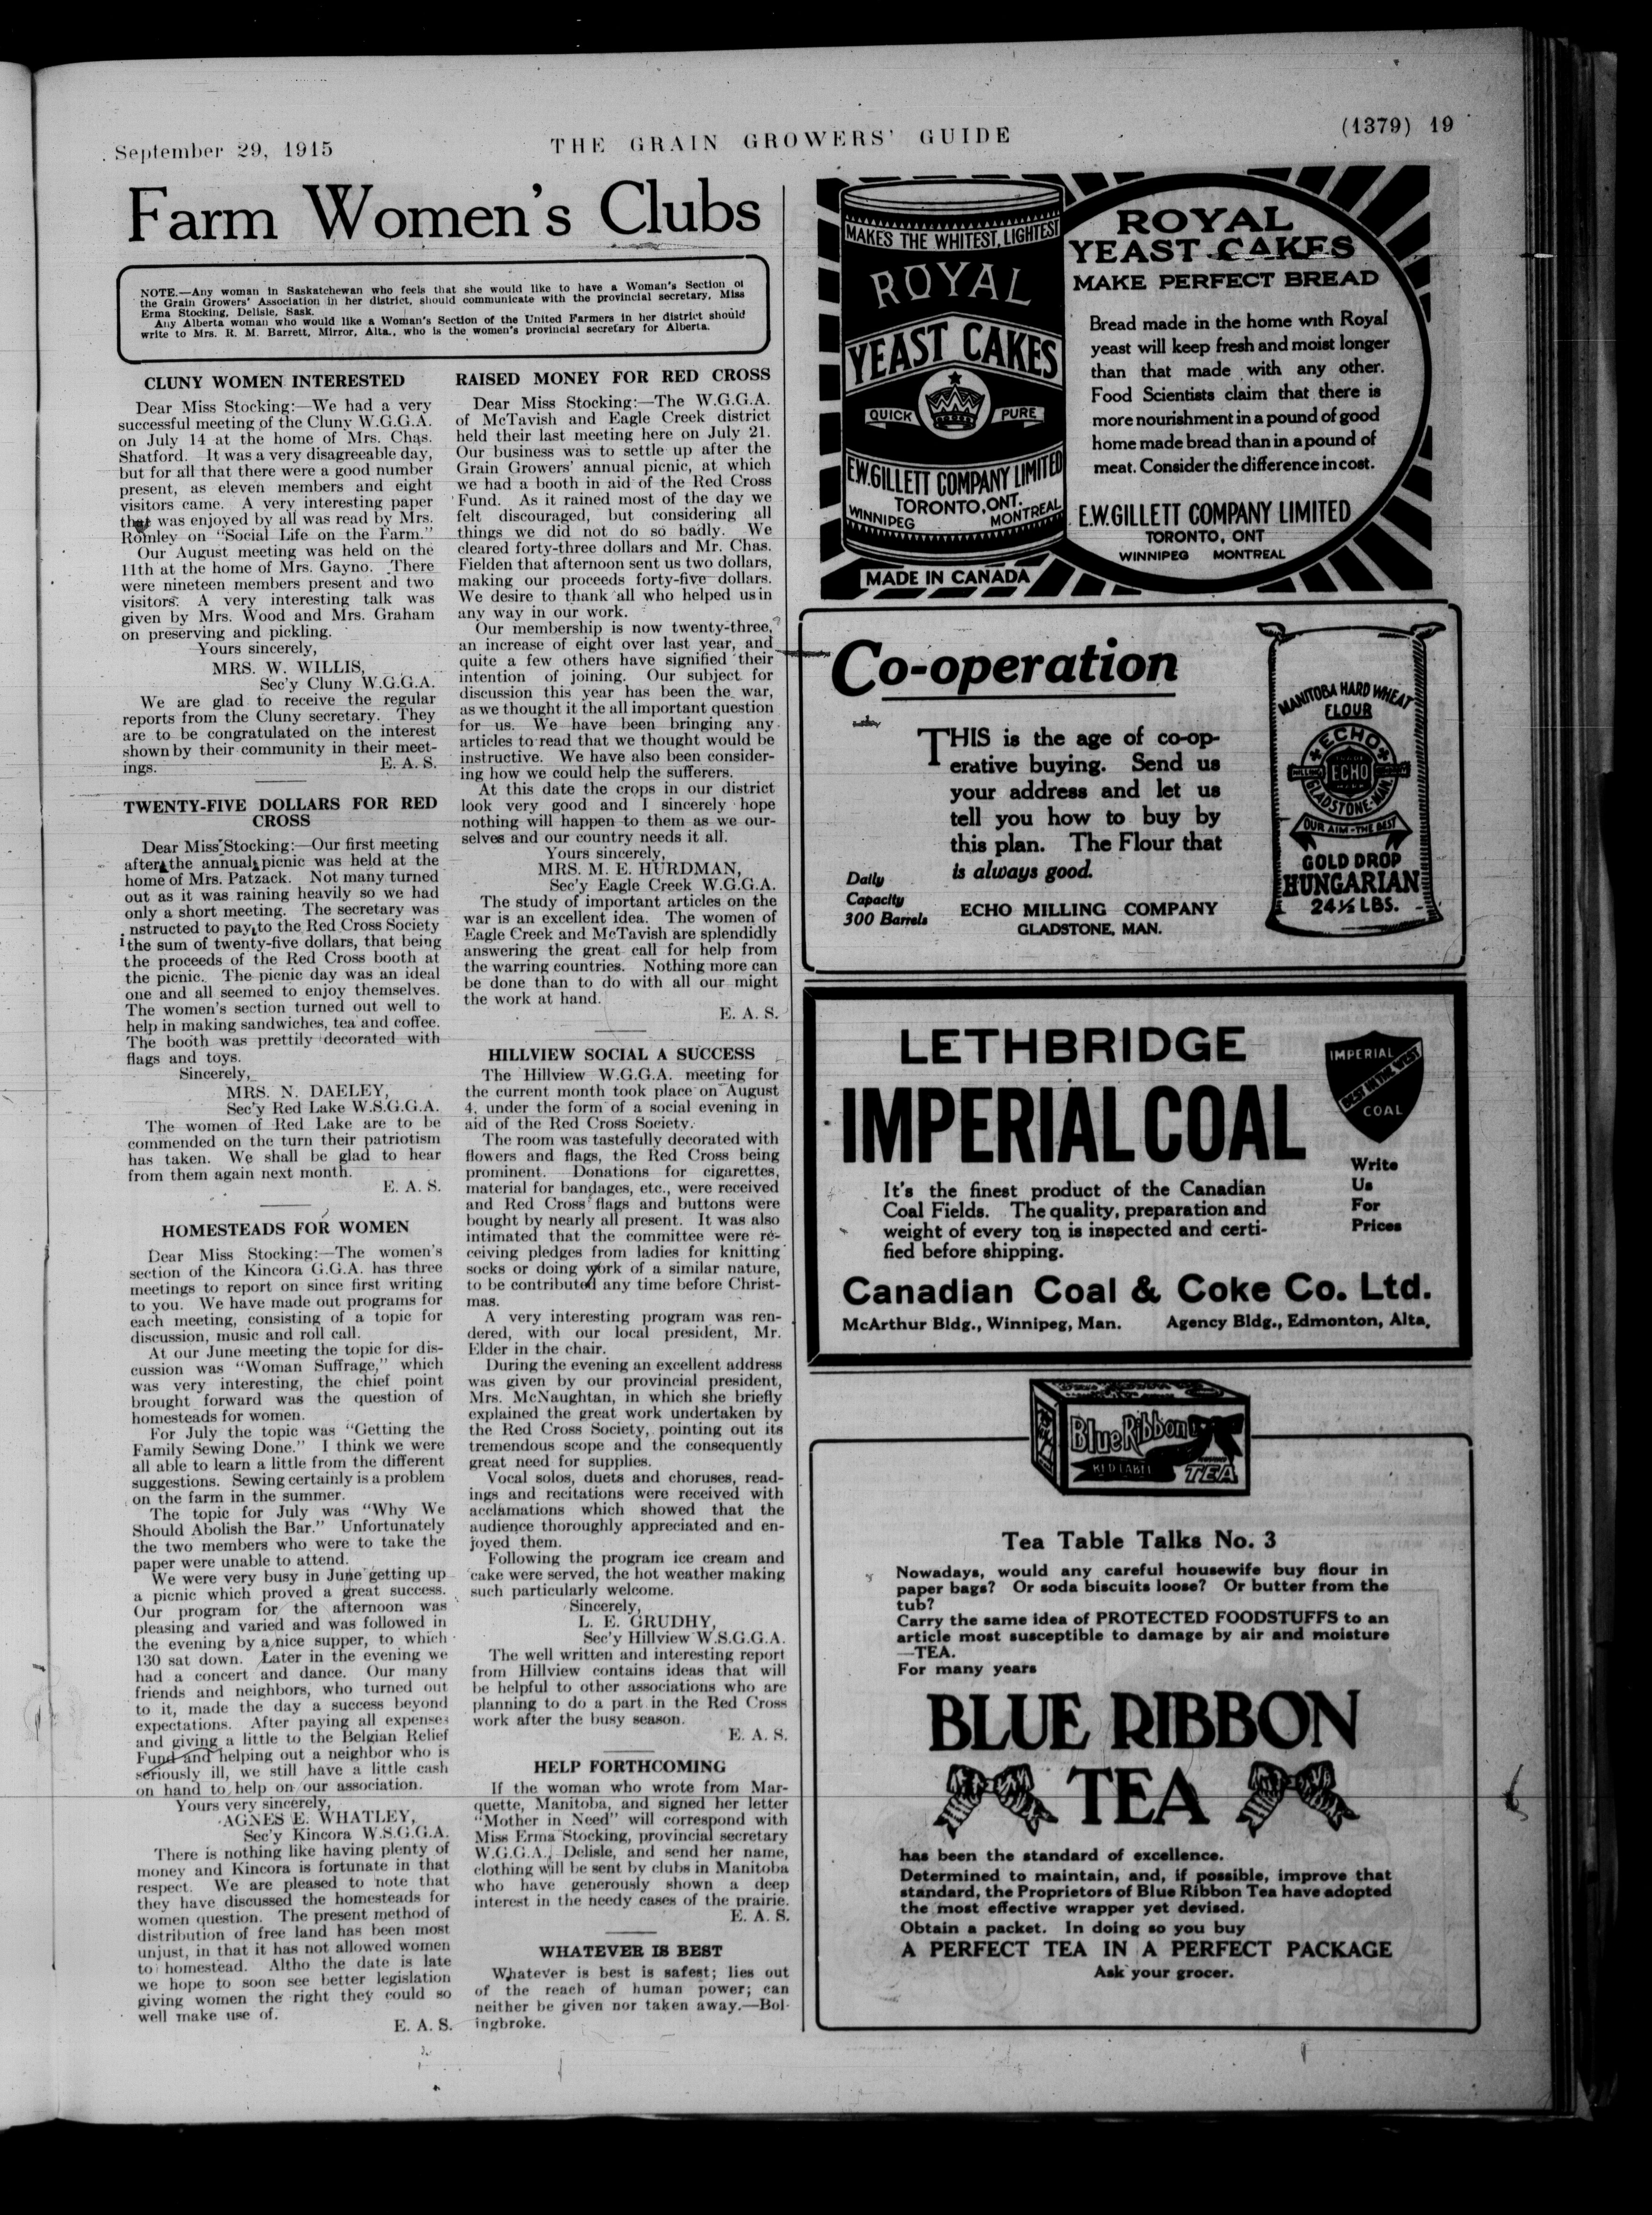 September 29, 1915
THE GRAIN GROWERS' GUIDE
(1379) 19
Farm Women's Clubs
NOTE.—Any woman in Saskatchewan who feels that she would like to have a Woman's Section of
the Grain Growers' Association in her district, should communicate with the provincial secretary, Miss
Erma Stocking, Delisle, Sask.
Any Alberta woman who would like a Woman's Section of the United Farmers in her district should
write to Mrs. R. M. Barrett, Mirror, Alta., who is the women's provincial secretary for Alberta.
CLUNY WOMEN INTERESTED
Dear Miss Stocking:—We had a very
successful meeting of the Cluny W.G.G.A.
on July 14 at the home of Mrs. Chas.
Shatford. It was a very disagreeable day,
but for all that there were a good number
present, as eleven members and eight
visitors came. A very interesting paper
that was enjoyed by all was read by Mrs.
Romley on "Social Life on the Farm."
Our August meeting was held on the
11th at the home of Mrs. Gayno. There
were nineteen members present and two
visitors. A very interesting talk was
given by Mrs. Wood and Mrs. Graham
on preserving and pickling.
Yours sincerely,
MRS. W. WILLIS,
Sec'y Cluny W.G.G.A.
We are glad to receive the regular
reports from the Cluny secretary. They
are to be congratulated on the interest
shown by their community in their meet-
ings. E. A. S.
TWENTY-FIVE DOLLARS FOR RED
CROSS
Dear Miss Stocking:—Our first meeting
after the annual picnic was held at the
home of Mrs. Patzack. Not many turned
out as it was raining heavily so we had
only a short meeting. The secretary was
instructed to pay to the Red Cross Society
the sum of twenty-five dollars, that being
the proceeds of the Red Cross booth at
the picnic. The picnic day was an ideal
one and all seemed to enjoy themselves.
The women's section turned out well to
help in making sandwiches, tea and coffee.
The booth was prettily decorated with
flags and toys.
Sincerely,
MRS. N. DAELEY,
Sec'y Red Lake W.S.G.G.A.
The women of Red Lake are to be
commended on the turn their patriotism
has taken. We shall be glad to hear
from them again next month.
E. A. S.
HOMESTEADS FOR WOMEN
Dear Miss Stocking:—The women's
section of the Kincora G.G.A. has three
meetings to report on since first writing
to you. We have made out programs for
each meeting, consisting of a topic for
discussion, music and roll call.
At our June meeting the topic for dis-
cussion was "Woman Suffrage," which
was very interesting, the chief point
brought forward was the question of
homesteads for women.
For July the topic was "Getting the
Family Sewing Done." I think we were
all able to learn a little from the different
suggestions. Sewing certainly is a problem
on the farm in the summer.
The topic for July was "Why We
Should Abolish the Bar." Unfortunately
the two members who were to take the
paper were unable to attend.
We were very busy in June getting up
a picnic which proved a great success.
Our program for the afternoon was
pleasing and varied and was followed in
the evening by a nice supper, to which
130 sat down. Later in the evening we
had a concert and dance. Our many
friends and neighbors, who turned out
to it, made the day a success beyond
expectations. After paying all expenses
and giving a little to the Belgian Relief
Fund and helping out a neighbor who is
seriously ill, we still have a little cash
on hand to help on our association.
Yours very sincerely,
AGNES E. WHATLEY,
Sec'y Kincora W.S.G.G.A.
There is nothing like having plenty of
money and Kincora is fortunate in that
respect. We are pleased to note that
they have discussed the homesteads for
women question. The present method of
distribution of free land has been most
unjust, in that it has not allowed women
to homestead. Altho the date is late
we hope to soon see better legislation
giving women the right they could so
well make use of.
E. A. S.
RAISED MONEY FOR RED CROSS
Dear Miss Stocking:—The W.G.G.A.
of McTavish and Eagle Creek district
held their last meeting here on July 21.
Our business was to settle up after the
Grain Growers' annual picnic, at which
we had a booth in aid of the Red Cross
Fund. As it rained most of the day we
felt discouraged, but considering all
things we did not do so badly. We
cleared forty-three dollars and Mr. Chas.
Fielden that afternoon sent us two dollars,
making our proceeds forty-five dollars.
We desire to thank all who helped us in
any way in our work.
Our membership is now twenty-three,
an increase of eight over last year, and
quite a few others have signified their
intention of joining. Our subject for
discussion this year has been the war,
as we thought it the all important question
for us. We have been bringing any
articles to read that we thought would be
instructive. We have also been consider-
ing how we could help the sufferers.
At this date the crops in our district
look very good and I sincerely hope
nothing will happen to them as we our-
selves and our country needs it all.
Yours sincerely,
MRS. M. E. HURDMAN,
Sec'y Eagle Creek W.G.G.A.
The study of important articles on the
war is an excellent idea. The women of
Eagle Creek and McTavish are splendidly
answering the great call for help from
the warring countries. Nothing more can
be done than to do with all our might
the work at hand.
E. A. S.
HILLVIEW SOCIAL A SUCCESS
The Hillview W.G.G.A. meeting for
the current month took place on August
4, under the form of a social evening in
aid of the Red Cross Society.
The room was tastefully decorated with
flowers and flags, the Red Cross being
prominent. Donations for cigarettes,
material for bandages, etc., were received
and Red Cross flags and buttons were
bought by nearly all present. It was also
intimated that the committee were re-
ceiving pledges from ladies for knitting
socks or doing work of a similar nature,
to be contributed any time before Christ-
mas.
A very interesting program was ren-
dered, with our local president, Mr.
Elder in the chair.
During the evening an excellent address
was given by our provincial president,
Mrs. McNaughtan, in which she briefly
explained the great work undertaken by
the Red Cross Society, pointing out its
tremendous scope and the consequently
great need for supplies.
Vocal solos, duets and choruses, read-
ings and recitations were received with
acclamations which showed that the
audience thoroughly appreciated and en-
joyed them.
Following the program ice cream and
cake were served, the hot weather making
such particularly welcome.
Sincerely,
L. E. GRUDHY,
Sec'y Hillview W.S.G.G.A.
The well written and interesting report
from Hillview contains ideas that will
be helpful to other associations who are
planning to do a part in the Red Cross
work after the busy season.
E. A. S.
HELP FORTHCOMING
If the woman who wrote from Mar-
quette, Manitoba, and signed her letter
"Mother in Need" will correspond with
Miss Erma Stocking, provincial secretary
W.G.G.A., Delisle, and send her name,
clothing will be sent by clubs in Manitoba
who have generously shown a deep
interest in the needy cases of the prairie.
E. A. S.
WHATEVER IS BEST
Whatever is best is safest; lies out
of the reach of human power; can
neither be given nor taken away.—Bol-
ingbroke.
MAKES THE WHITEST, LIGHTEST
ROYAL
YEAST CAKES
QUICK PURE
E.W.GILLETT COMPANY LIMITED
TORONTO, ONT.
WINNIPEG MONTREAL
MADE IN CANADA
ROYAL
YEAST CAKES
MAKE PERFECT BREAD
Bread made in the home with Royal
yeast will keep fresh and moist longer
than that made with any other.
Food Scientists claim that there is
more nourishment in a pound of good
home made bread than in a pound of
meat. Consider the difference in cost.
E.W.GILLETT COMPANY LIMITED
TORONTO, ONT
WINNIPEG MONTREAL
Co-operation
THIS is the age of co-op-
erative buying. Send us
your address and let us
tell you how to buy by
this plan. The Flour that
is always good.
Daily
Capacity
300 Barrels
ECHO MILLING COMPANY
GLADSTONE, MAN.
MANITOBA HARD WHEAT
FLOUR
ECHO
ECHO
GLADSTONE-MAN
OUR AIM-THE BEST
GOLD DROP
HUNGARIAN
24½ LBS.
LETHBRIDGE
IMPERIAL COAL
IMPERIAL
BEST IN THE WEST
COAL
It's the finest product of the Canadian
Coal Fields. The quality, preparation and
weight of every ton is inspected and certi-
fied before shipping.
Write
Us
For
Prices
Canadian Coal & Coke Co. Ltd.
McArthur Bldg., Winnipeg, Man. Agency Bldg., Edmonton, Alta.
Blue Ribbon
RED LABEL
TEA
Tea Table Talks No. 3
Nowadays, would any careful housewife buy flour in
paper bags? Or soda biscuits loose? Or butter from the
tub?
Carry the same idea of PROTECTED FOODSTUFFS to an
article most susceptible to damage by air and moisture
—TEA.
For many years
BLUE RIBBON
TEA
has been the standard of excellence.
Determined to maintain, and, if possible, improve that
standard, the Proprietors of Blue Ribbon Tea have adopted
the most effective wrapper yet devised.
Obtain a packet. In doing so you buy
A PERFECT TEA IN A PERFECT PACKAGE
Ask your grocer.